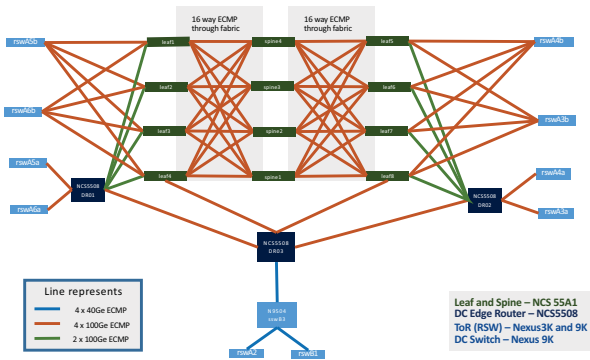 16 way ECMP
through fabric
16 way ECMP
through fabric
rswA5b
leaf1
spine4
leaf5
rswA4b
leaf2
spine3
leaf6
rswA6b
rswA3b
leaf3
spine2
leaf7
rswA5a
leaf4
spine1
leaf8
rswA4a
NCS5508
DR01
NCS5508
DR02
rswA6a
rswA3a
NCS5508
DR03
Line represents
4 x 40Ge ECMP
4 x 100Ge ECMP
2 x 100Ge ECMP
N9504
sswB3
rswA2
rswB1
Leaf and Spine – NCS 55A1
DC Edge Router – NCS5508
ToR (RSW) – Nexus3K and 9K
DC Switch – Nexus 9K